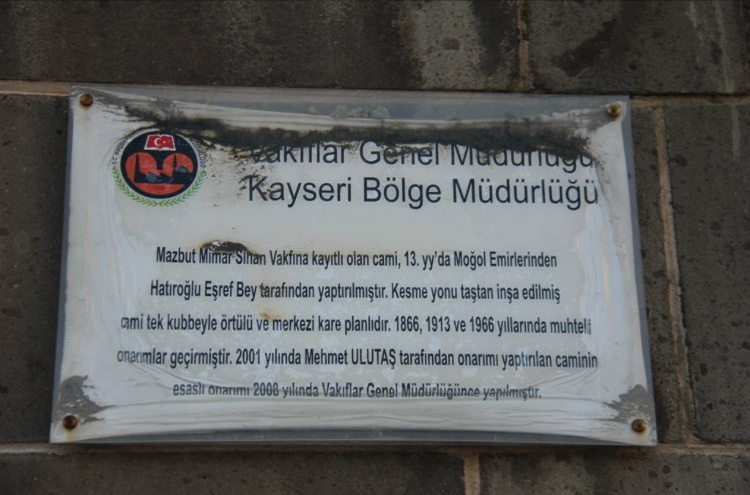 Vakıflar Genel Müdürlüğü
Kayseri Bölge Müdürlüğü
Mazbut Mimar Sinan Vakfına kayıtlı olan cami, 13. yy'da Moğol Emirlerinden
Hatıroğlu Eşref Bey tarafından yaptırılmıştır. Kesme yonu taştan inşa edilmiş
cami tek kubbeyle örtülü ve merkezi kare planlıdır. 1866, 1913 ve 1966 yıllarında muhtelif
onarımlar geçirmiştir. 2001 yılında Mehmet ULUTAŞ tarafından onarımı yaptırılan caminin
esaslı onarımı 2008 yılında Vakıflar Genel Müdürlüğünce yapılmıştır.